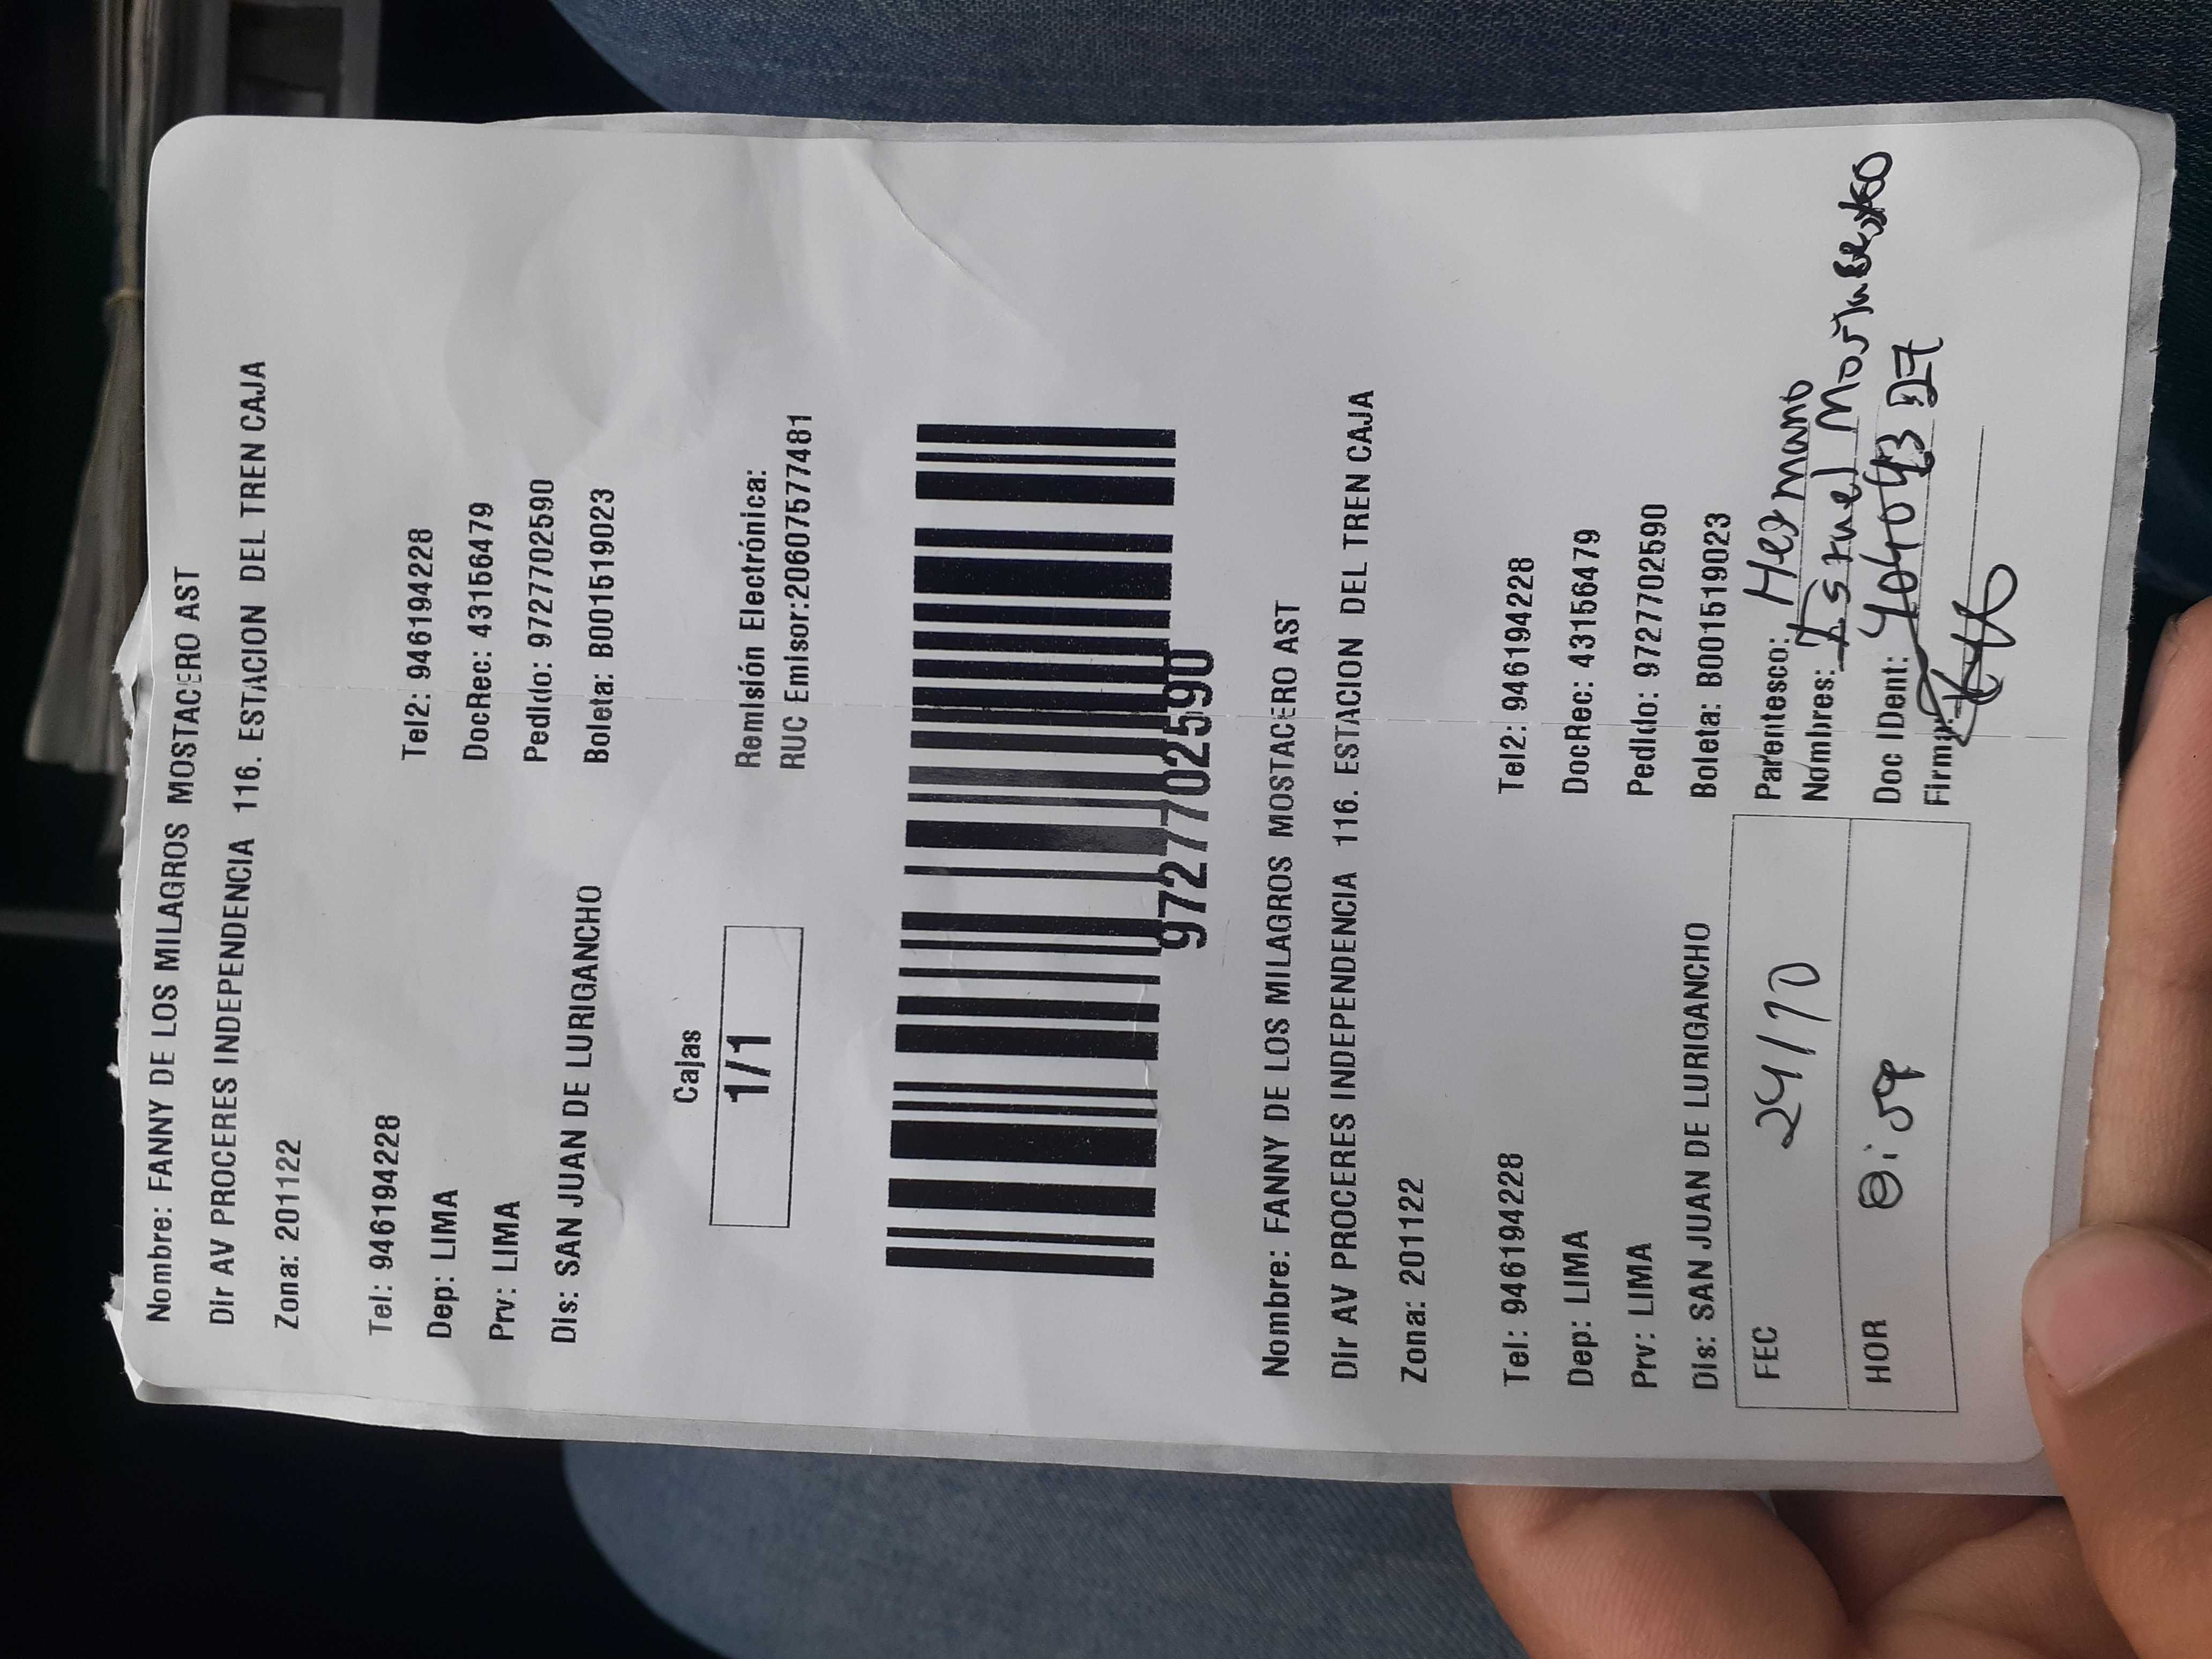 Nombre: FANNY DE LOS MILAGROS MOSTACERO AST
Dir AV PROCERES INDEPENDENCIA 116. ESTACION DEL TREN CAJA
Zona: 201122
Tel: 946194228 Tel2: 946194228
Dep: LIMA DocRec: 43156479
Prv: LIMA Pedido: 97277702590
Dis: SAN JUAN DE LURIGANCHO Boleta: B001519023
Cajas
1/1
Remisión Electrónica:
RUC Emisor:20607577481
97277702590
Nombre: FANNY DE LOS MILAGROS MOSTACERO AST
Dir AV PROCERES INDEPENDENCIA 116. ESTACION DEL TREN CAJA
Zona: 201122
Tel: 946194228 Tel2: 946194228
Dep: LIMA DocRec: 43156479
Prv: LIMA Pedido: 97277702590
Dis: SAN JUAN DE LURIGANCHO Boleta: B001519023
FEC 24/10
HOR
Parentesco: Hermano
Nombres: Israel
Doc IDent:
Firma: